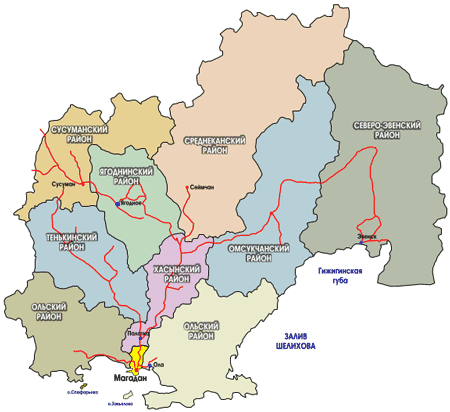 СУСУМАНСКИЙ
РАЙОН
СРЕДНЕКАНСКИЙ
РАЙОН
СЕВЕРО-ЭВЕНСКИЙ
РАЙОН
ЯГОДНИНСКИЙ
РАЙОН
Сусуман
Сеймчан
Ягодное
ТЕНЬКИНСКИЙ
РАЙОН
Эвенск
ОМСУКЧАНСКИЙ
РАЙОН
ХАСЫНСКИЙ
РАЙОН
Гижигинская
губа
ОЛЬСКИЙ
РАЙОН
ОЛЬСКИЙ
РАЙОН
Палатка
ЗАЛИВ
ШЕЛИХОВА
Ола
Магадан
о.Спафарьева
о.Завьялова